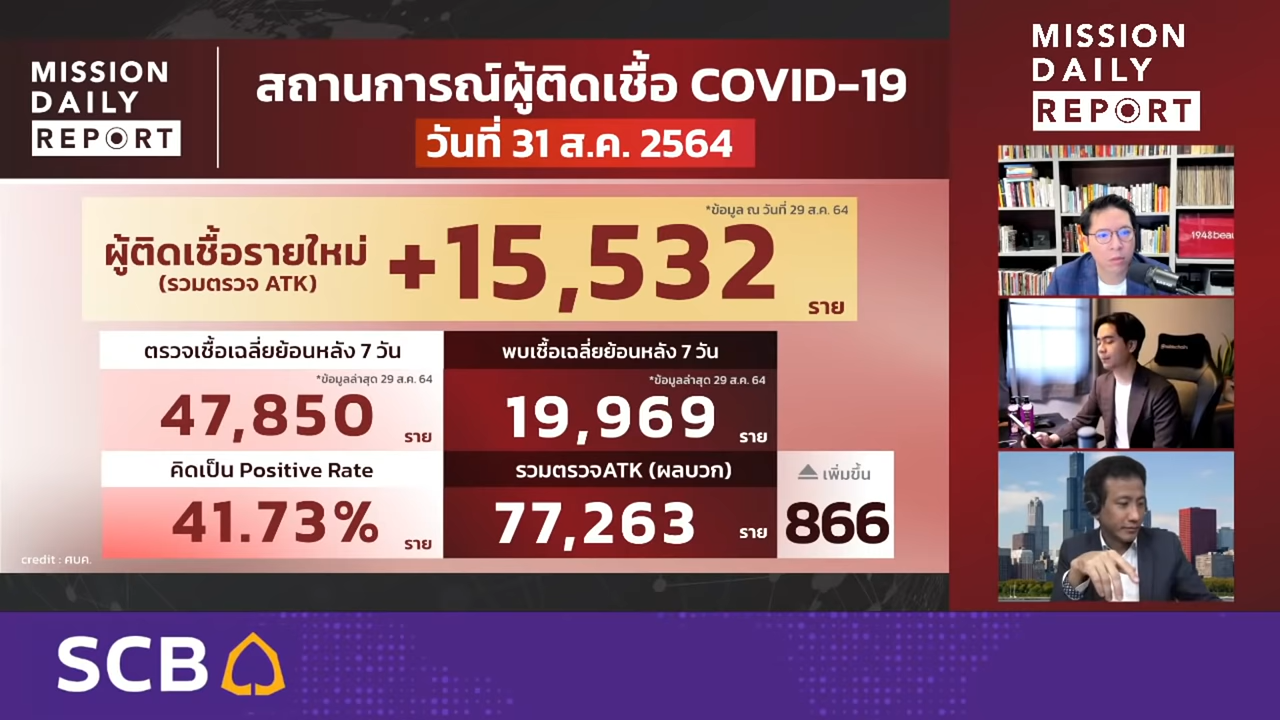 MISSION
DAILY
REPORT
สถานการณ์ผู้ติดเชื้อ COVID-19
วันที่ 31 ส.ค. 2564
*ข้อมูล ณ วันที่ 29 ส.ค. 64
ผู้ติดเชื้อรายใหม่
(รวมตรวจ ATK)
+15,532
ราย
ตรวจเชื้อเฉลี่ยย้อนหลัง 7 วัน
*ข้อมูลล่าสุด 29 ส.ค. 64
47,850 ราย
พบเชื้อเฉลี่ยย้อนหลัง 7 วัน
*ข้อมูลล่าสุด 29 ส.ค. 64
19,969 ราย
คิดเป็น Positive Rate
41.73% ราย
รวมตรวจATK (ผลบวก)
77,263 ราย
เพิ่มขึ้น
866
credit : ศบค.
MISSION
DAILY
REPORT
SCB